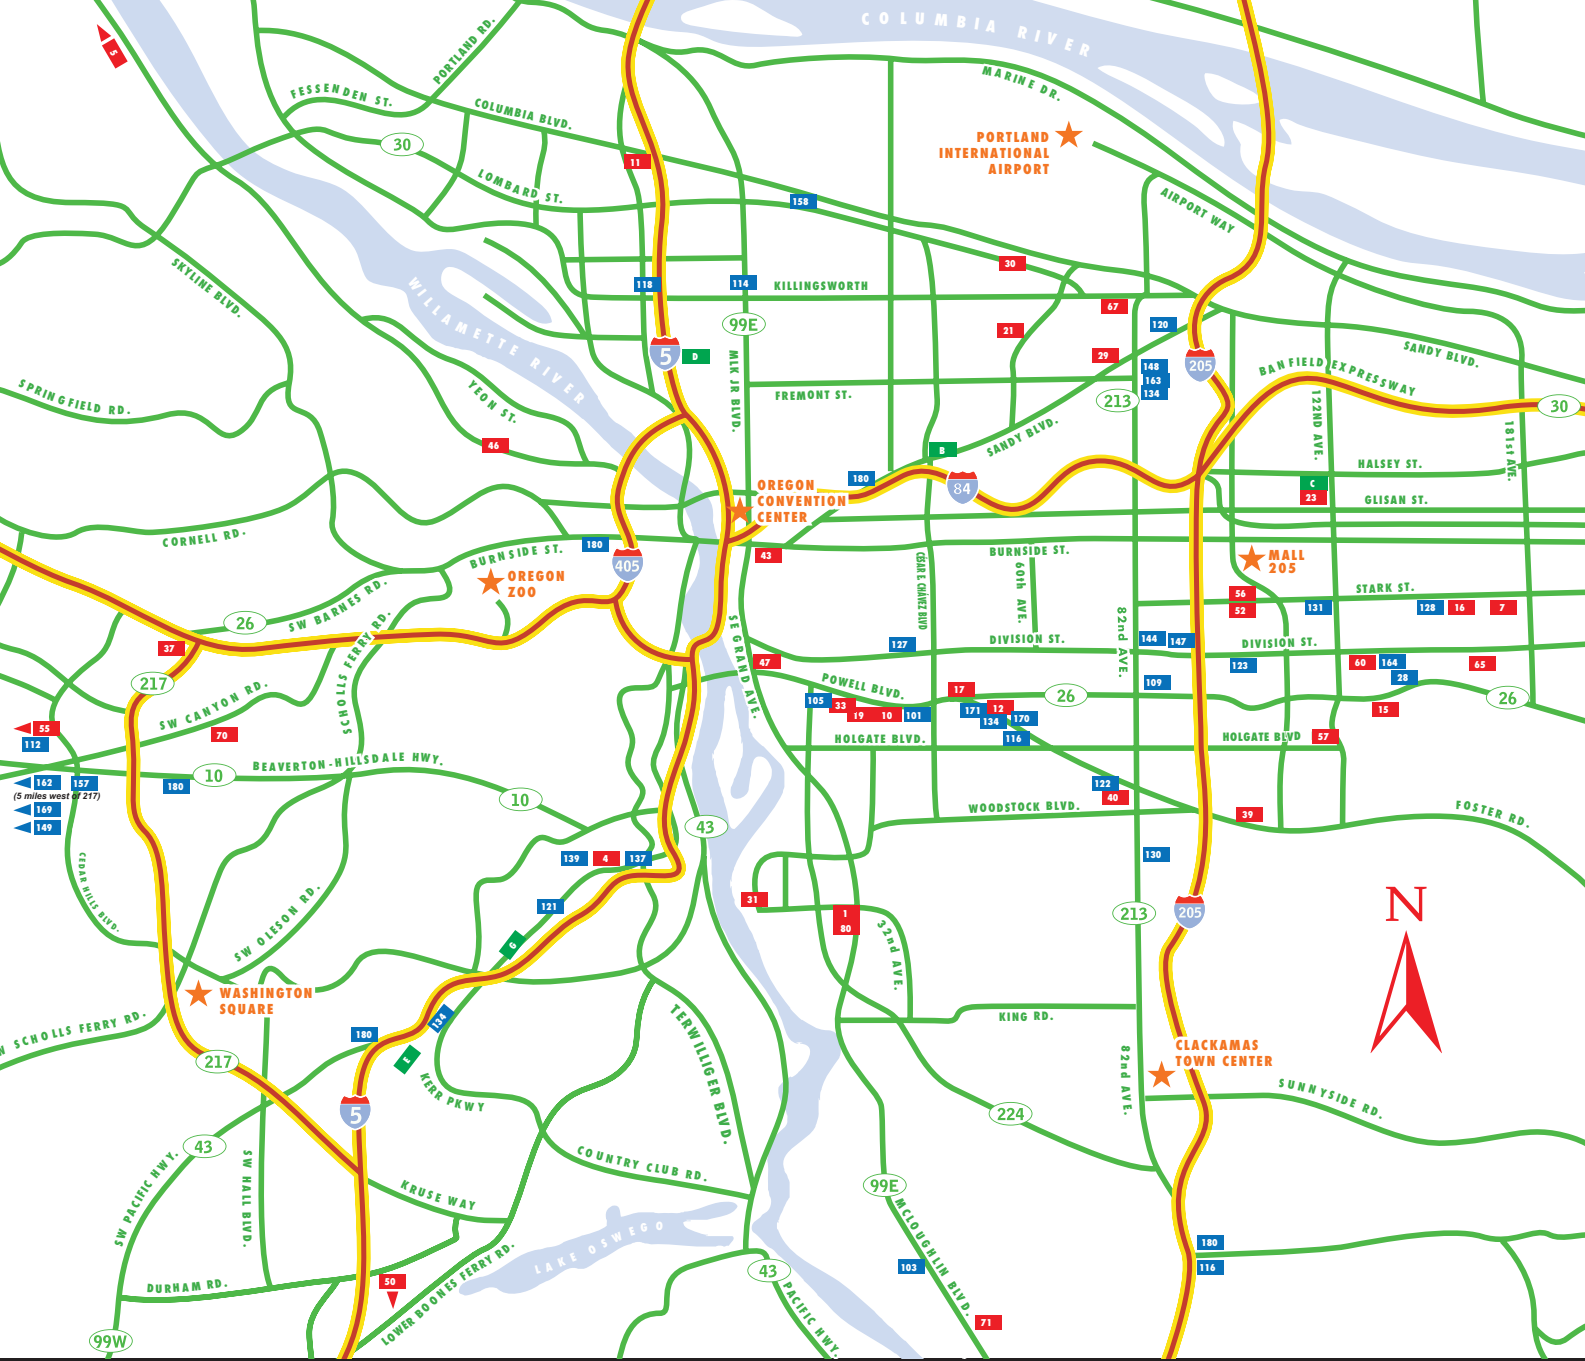 COLUMBIA RIVER
5
PORTLAND RD.
FESSENDEN ST.
COLUMBIA BLVD.
MARINE DR.
30
PORTLAND
INTERNATIONAL
AIRPORT
11
LOMBARD ST.
158
AIRPORT WAY
SKYLINE BLVD.
30
118
114
KILLINGSWORTH
WILLAMETTE RIVER
67
99E
21
120
5
D
MLK JR BLVD.
29
SANDY BLVD.
148
163
134
205
BANFIELD EXPRESSWAY
SPRINGFIELD RD.
YEON ST.
FREMONT ST.
213
122ND AVE.
30
46
B
SANDY BLVD.
181st AVE.
HALSEY ST.
180
84
OREGON
CONVENTION
CENTER
C
23
GLISAN ST.
CORNELL RD.
180
BURNSIDE ST.
43
BURNSIDE ST.
405
OREGON
ZOO
CÉSAR E. CHÁVEZ BLVD
60th AVE.
MALL
205
SW BARNES RD.
26
56
52
STARK ST.
131
128
16
7
37
SCHOLLS FERRY RD.
SE GRAND AVE.
82nd AVE.
127
DIVISION ST.
144
147
DIVISION ST.
217
47
123
60
164
28
65
SW CANYON RD.
POWELL BLVD.
109
17
26
26
105
33
19
10
101
171
12
134
170
116
15
55
112
70
HOLGATE BLVD.
HOLGATE BLVD
57
BEAVERTON-HILLSDALE HWY.
10
10
162
157
180
(5 miles west of 217)
169
149
122
40
WOODSTOCK BLVD.
39
FOSTER RD.
43
CEDAR HILLS BLVD.
139
4
137
130
SW OLESON RD.
121
31
1
80
32nd AVE.
213
205
N
G
WASHINGTON
SQUARE
SCHOLLS FERRY RD.
180
134
TERWILLIGER BLVD.
KING RD.
217
E
KERR PKWY
82nd AVE.
CLACKAMAS
TOWN CENTER
5
224
SUNNYSIDE RD.
43
SW PACIFIC HWY.
SW HALL BLVD.
COUNTRY CLUB RD.
KRUSE WAY
99E
MCLOUGHLIN BLVD.
LAKE OSWEGO
180
116
DURHAM RD.
50
LOWER BOONES FERRY RD.
43
PACIFIC HWY.
103
71
99W